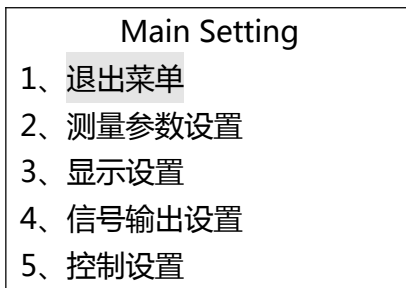 Main Setting
1、退出菜单
2、测量参数设置
3、显示设置
4、信号输出设置
5、控制设置